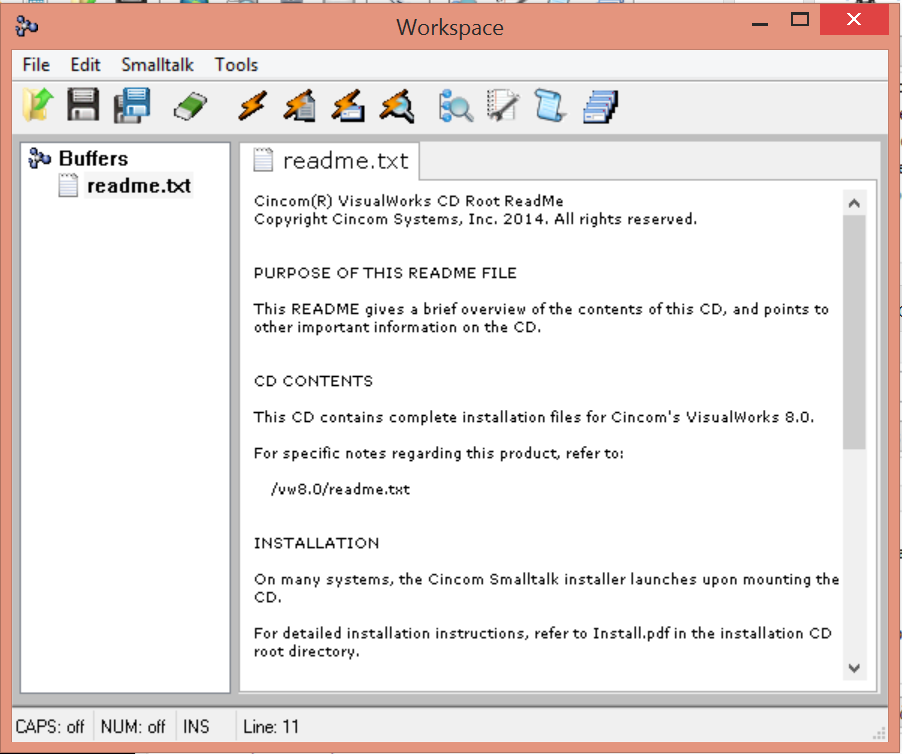 Workspace
File Edit Smalltalk Tools
Buffers
readme.txt
readme.txt
Cincom(R) VisualWorks CD Root ReadMe
Copyright Cincom Systems, Inc. 2014. All rights reserved.
PURPOSE OF THIS README FILE
This README gives a brief overview of the contents of this CD, and points to
other important information on the CD.
CD CONTENTS
This CD contains complete installation files for Cincom's VisualWorks 8.0.
For specific notes regarding this product, refer to:
/vw8.0/readme.txt
INSTALLATION
On many systems, the Cincom Smalltalk installer launches upon mounting the
CD.
For detailed installation instructions, refer to Install.pdf in the installation CD
root directory.
CAPS: off NUM: off INS Line: 11